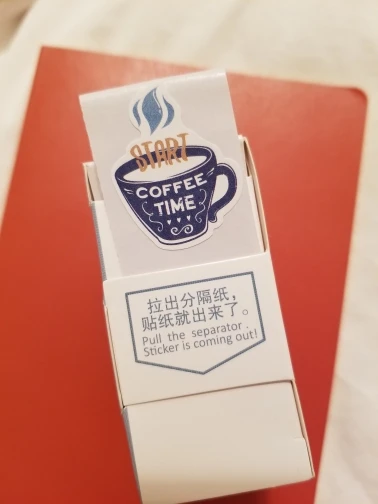 START
COFFEE
TIME
拉出分隔纸，
贴纸就出来了。
Pull the separator.
Sticker is coming out!